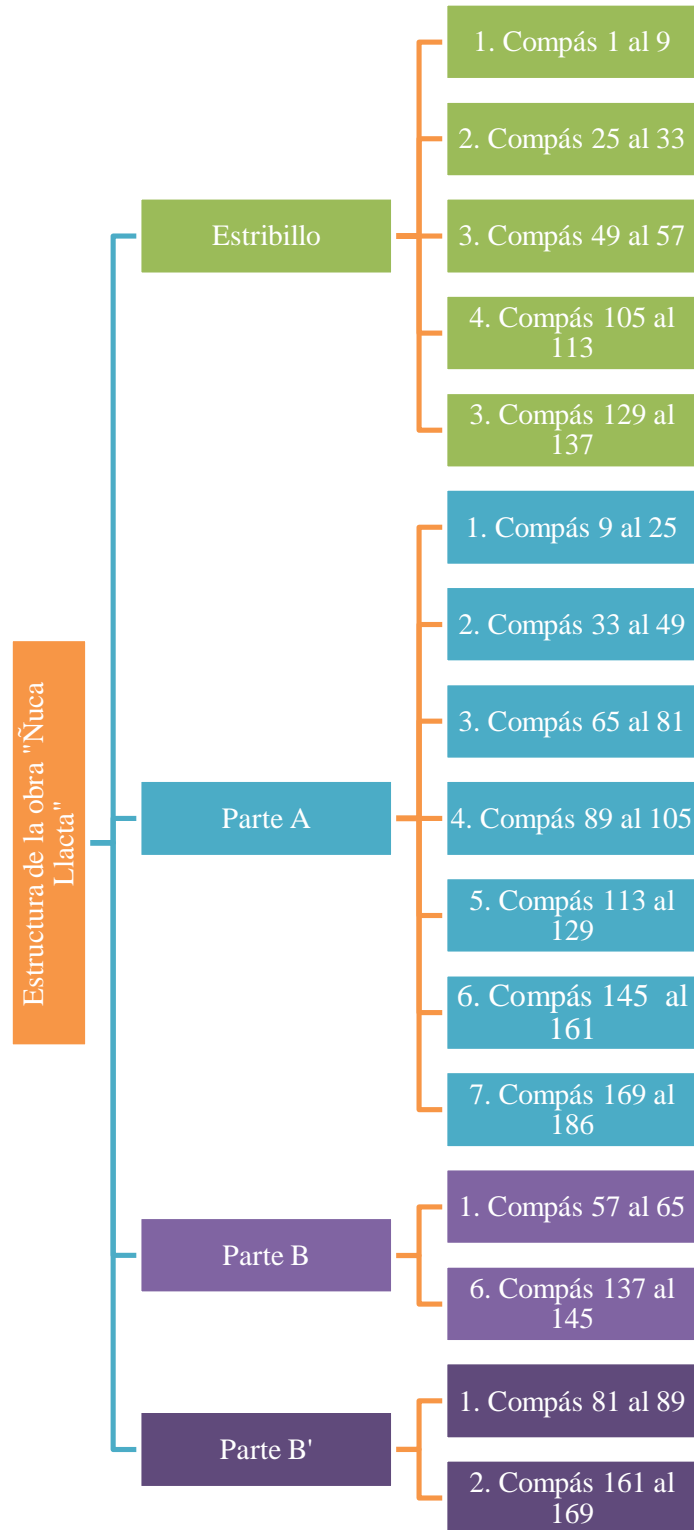 Estructura de la obra "Ñuca
Llacta"
Estribillo
1. Compás 1 al 9
2. Compás 25 al 33
3. Compás 49 al 57
4. Compás 105 al
113
3. Compás 129 al
137
Parte A
1. Compás 9 al 25
2. Compás 33 al 49
3. Compás 65 al 81
4. Compás 89 al 105
5. Compás 113 al
129
6. Compás 145 al
161
7. Compás 169 al
186
Parte B
1. Compás 57 al 65
6. Compás 137 al
145
Parte B'
1. Compás 81 al 89
2. Compás 161 al
169